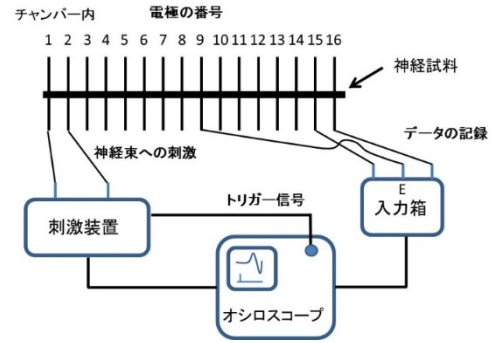 チャンバー内
電極の番号
1 2 3 4 5 6 7 8 9 10 11 12 13 14 15 16
神経試料
神経束への刺激
データの記録
E
入力箱
トリガー信号
刺激装置
オシロスコープ